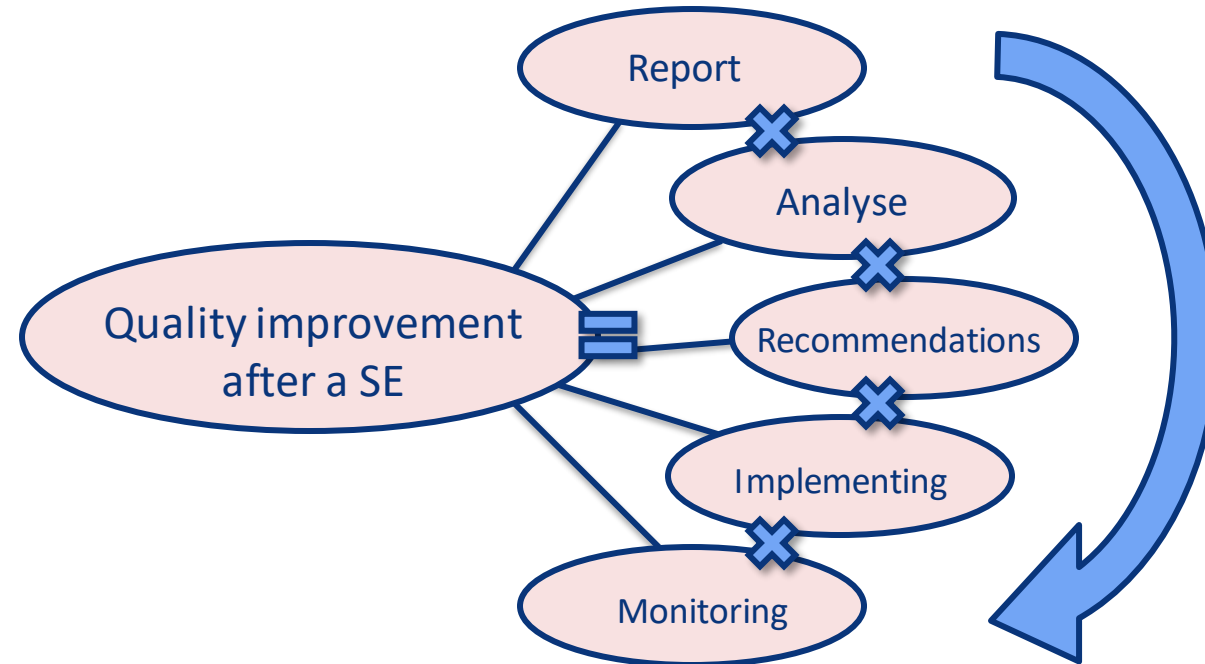 Report
Analyse
Quality improvement
after a SE
Recommendations
Implementing
Monitoring